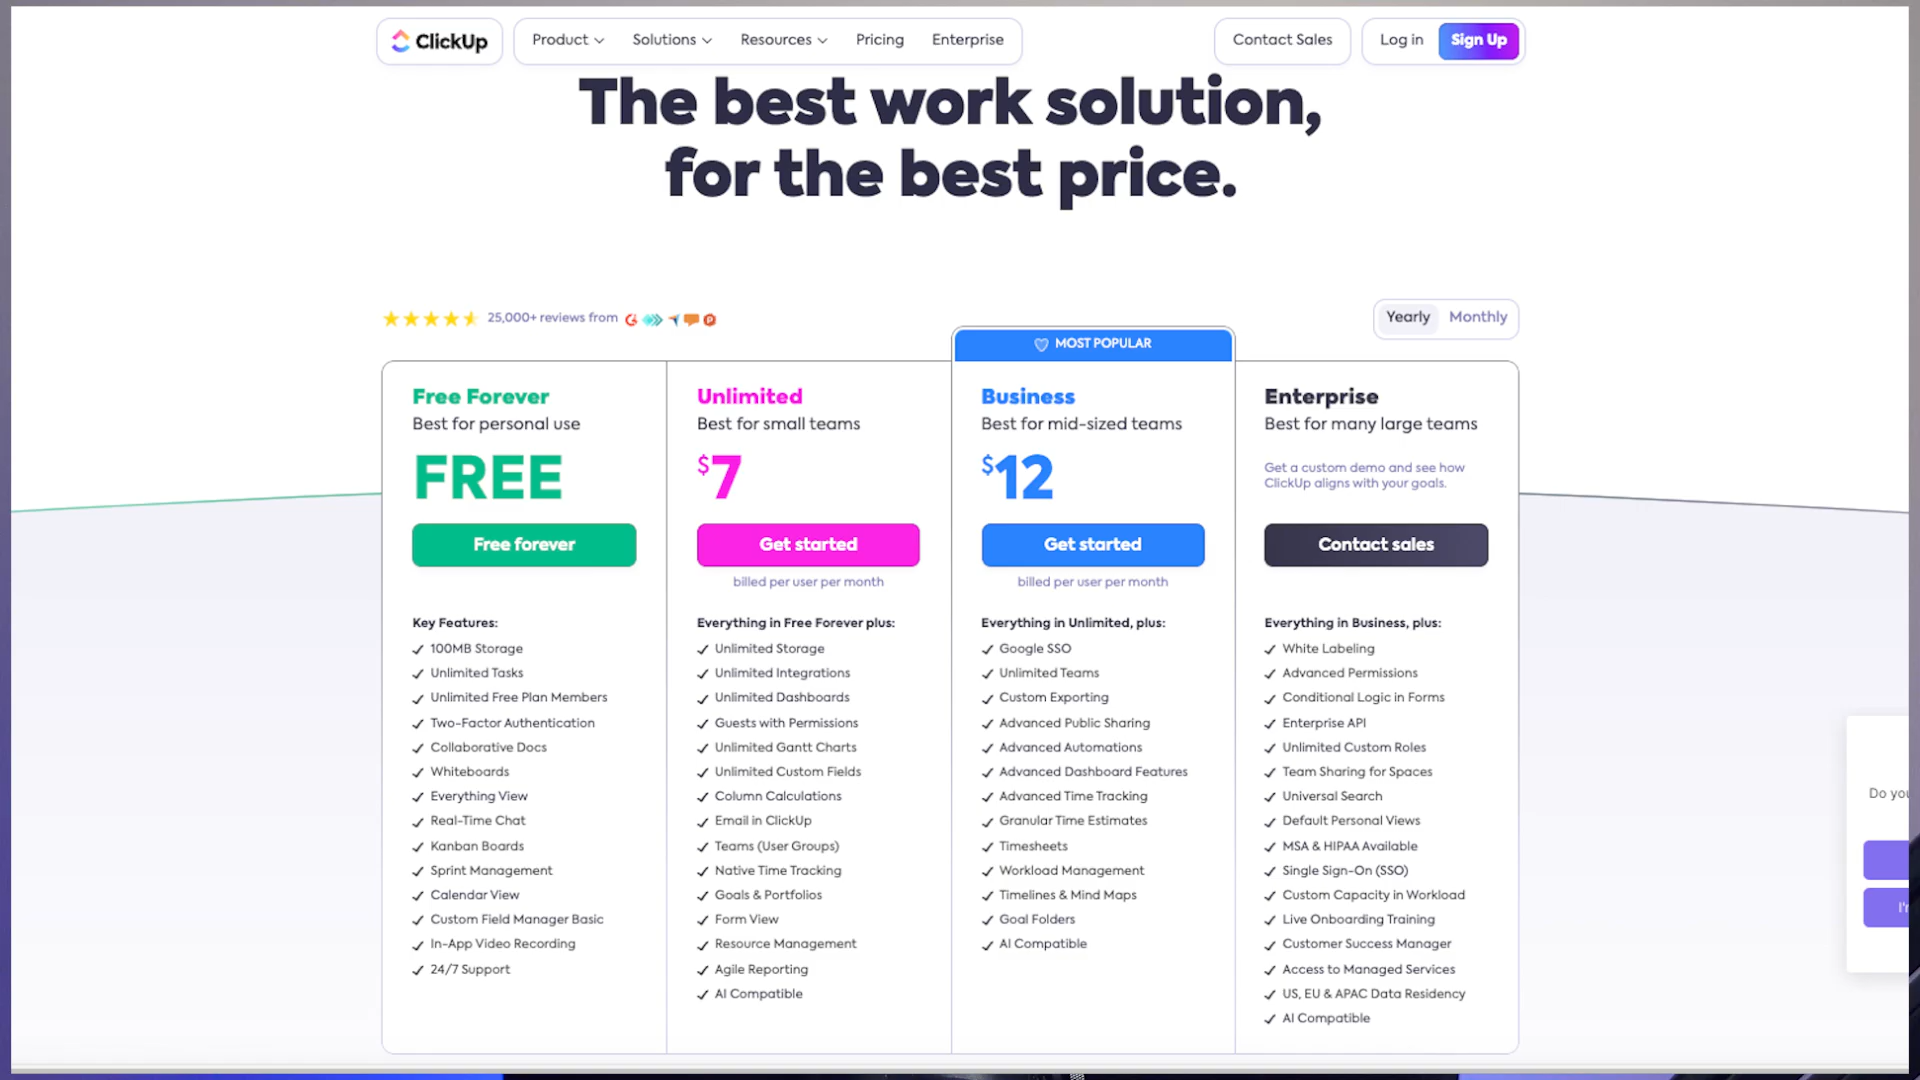 ClickUp
Product
Solutions
Resources
Pricing
Enterprise
Contact Sales
Log in
Sign Up
The best work solution,
for the best price.
25,000+ reviews from
Yearly
Monthly
MOST POPULAR
Free Forever
Best for personal use
FREE
Free forever
Key Features:
100MB Storage
Unlimited Tasks
Unlimited Free Plan Members
Two-Factor Authentication
Collaborative Docs
Whiteboards
Everything View
Real-Time Chat
Kanban Boards
Sprint Management
Calendar View
Custom Field Manager Basic
In-App Video Recording
24/7 Support
Unlimited
Best for small teams
$7
Get started
billed per user per month
Everything in Free Forever plus:
Unlimited Storage
Unlimited Integrations
Unlimited Dashboards
Guests with Permissions
Unlimited Gantt Charts
Unlimited Custom Fields
Column Calculations
Email in ClickUp
Teams (User Groups)
Native Time Tracking
Goals & Portfolios
Form View
Resource Management
Agile Reporting
AI Compatible
Business
Best for mid-sized teams
$12
Get started
billed per user per month
Everything in Unlimited, plus:
Google SSO
Unlimited Teams
Custom Exporting
Advanced Public Sharing
Advanced Automations
Advanced Dashboard Features
Advanced Time Tracking
Granular Time Estimates
Timesheets
Workload Management
Timelines & Mind Maps
Goal Folders
AI Compatible
Enterprise
Best for many large teams
Get a custom demo and see how
ClickUp aligns with your goals.
Contact sales
Everything in Business, plus:
White Labeling
Advanced Permissions
Conditional Logic in Forms
Enterprise API
Unlimited Custom Roles
Team Sharing for Spaces
Universal Search
Default Personal Views
MSA & HIPAA Available
Single Sign-On (SSO)
Custom Capacity in Workload
Live Onboarding Training
Customer Success Manager
Access to Managed Services
US, EU & APAC Data Residency
AI Compatible
Do